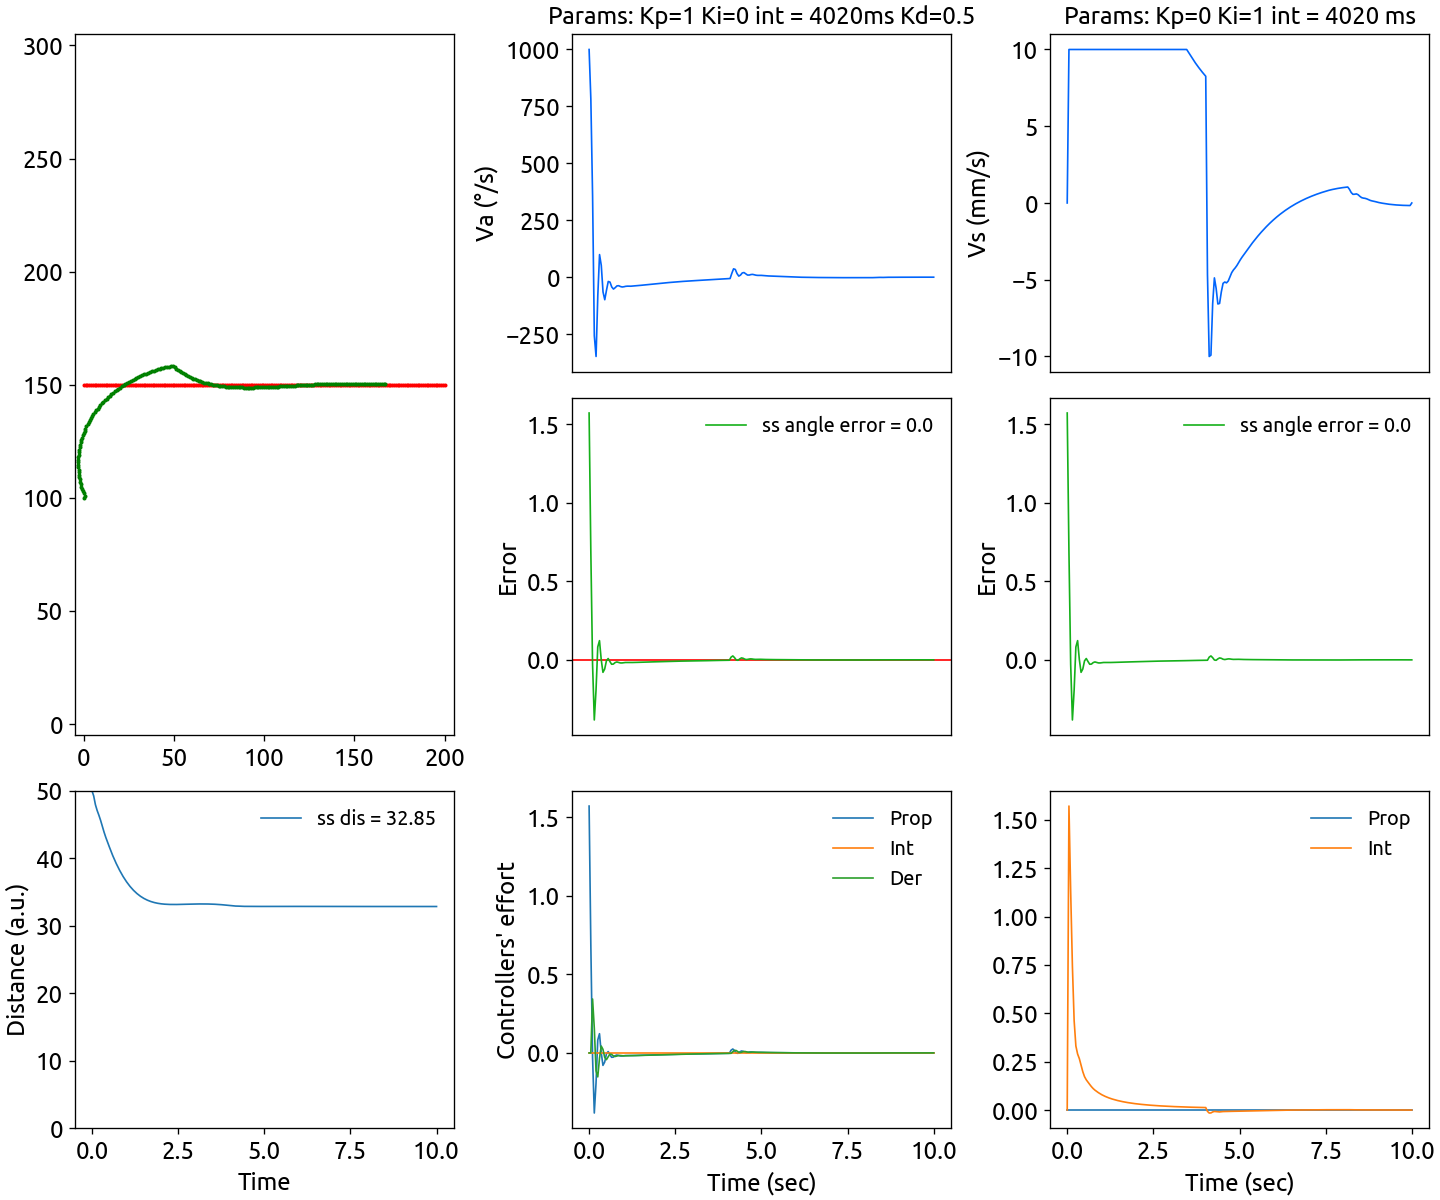 Params: Kp=1 Ki=0 int = 4020ms Kd=0.5
Params: Kp=0 Ki=1 int = 4020 ms
300
250
200
150
100
50
0
0 50 100 150 200
1000
750
500
250
0
−250
Va (°/s)
10
5
0
−5
−10
Vs (mm/s)
1.5
1.0
0.5
0.0
Error
ss angle error = 0.0
1.5
1.0
0.5
0.0
Error
ss angle error = 0.0
50
40
30
20
10
0
Distance (a.u.)
ss dis = 32.85
0.0 2.5 5.0 7.5 10.0
Time
1.5
1.0
0.5
0.0
Controllers' effort
Prop
Int
Der
0.0 2.5 5.0 7.5 10.0
Time (sec)
1.50
1.25
1.00
0.75
0.50
0.25
0.00
Prop
Int
0.0 2.5 5.0 7.5 10.0
Time (sec)